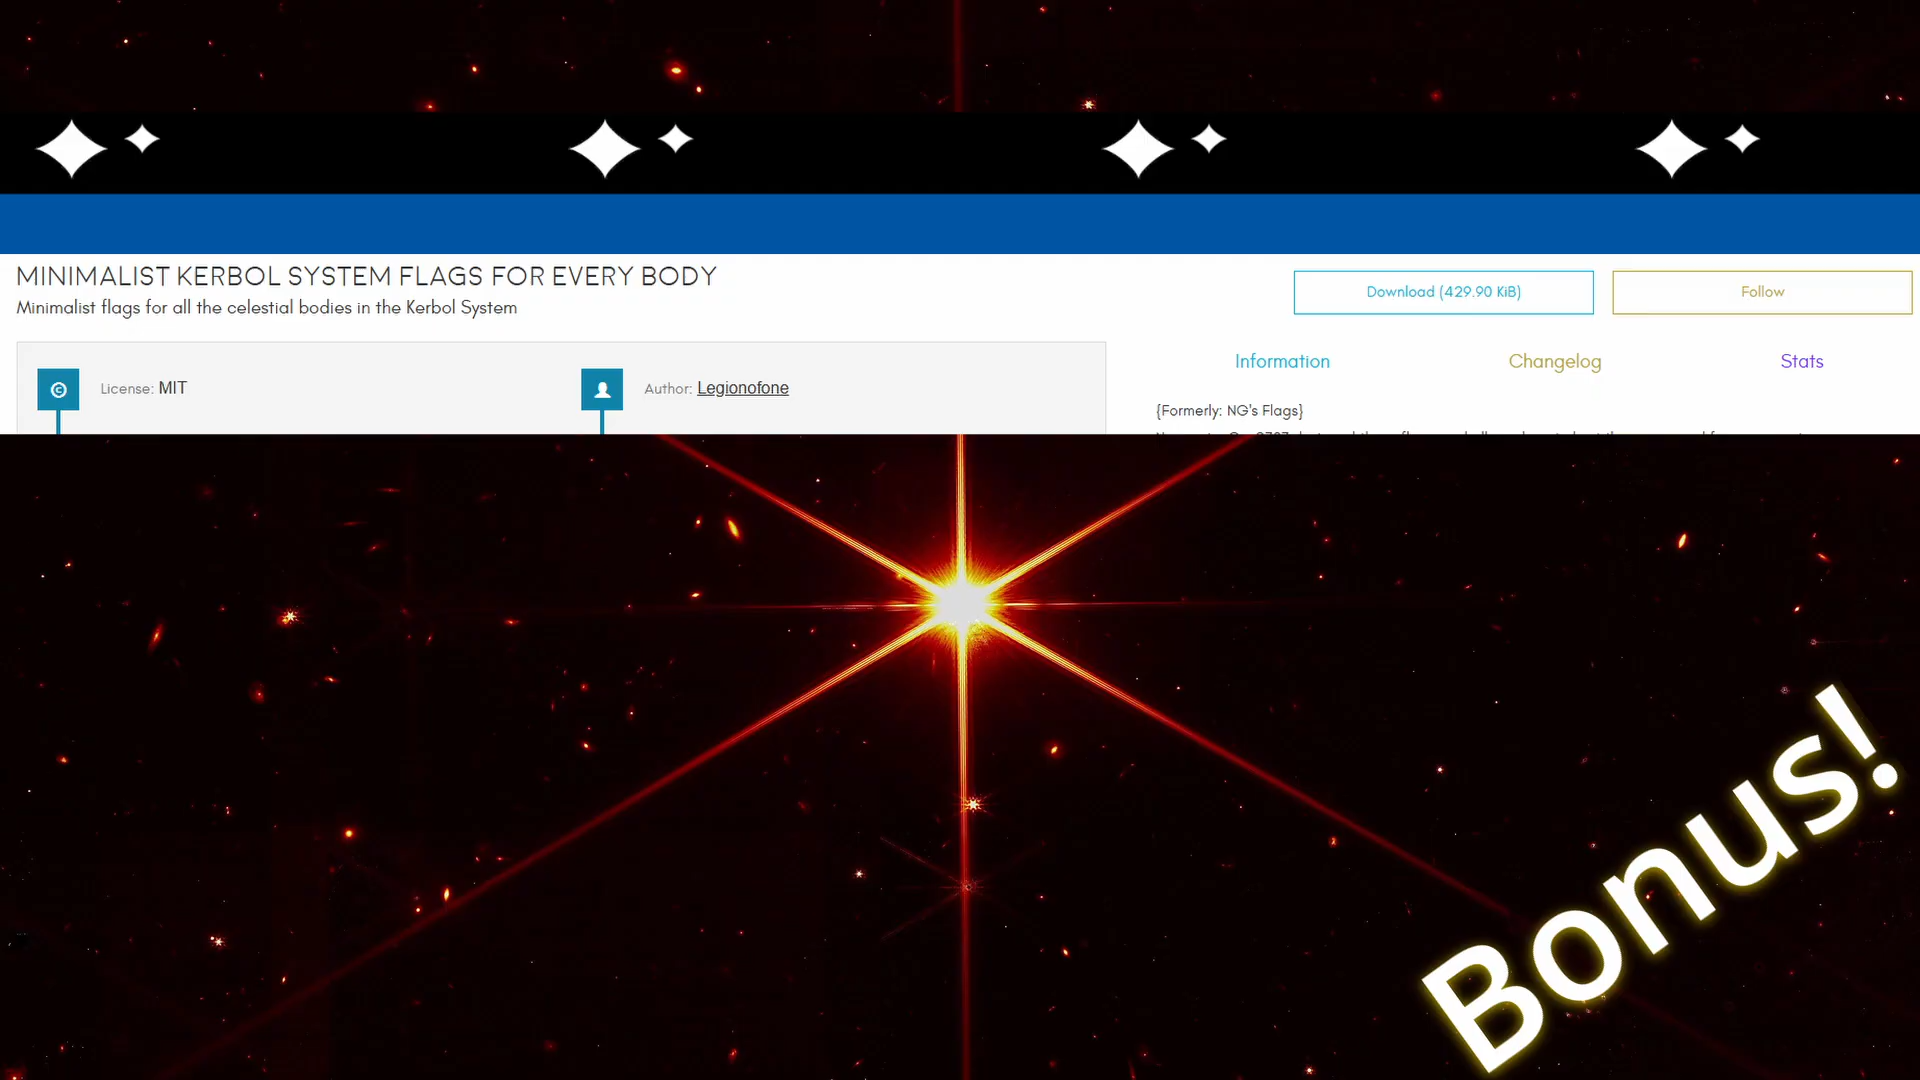 MINIMALIST KERBOL SYSTEM FLAGS FOR EVERY BODY
Minimalist flags for all the celestial bodies in the Kerbol System
Download (429.90 KiB)
Follow
Information
Changelog
Stats
License: MIT
Author: Legionofone
{Formerly: NG's Flags}
Bonus!